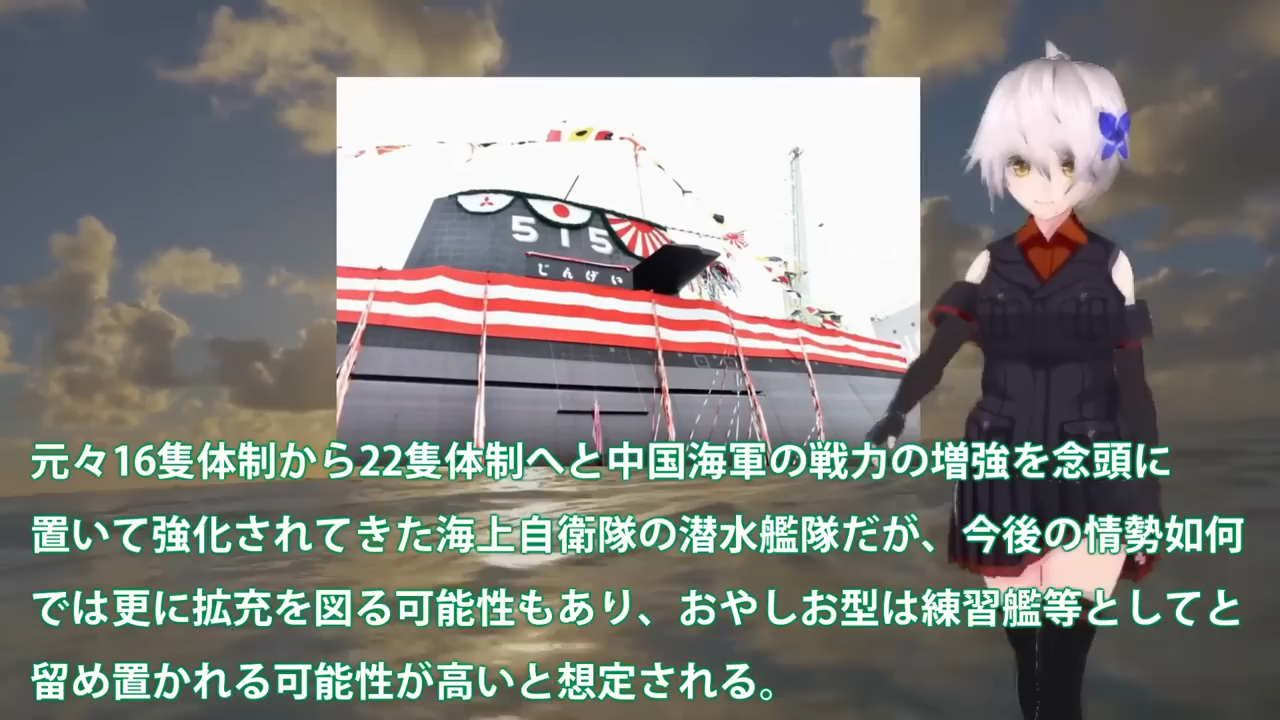 515
じんげい
元々16隻体制から22隻体制へと中国海軍の戦力の増強を念頭に
置いて強化されてきた海上自衛隊の潜水艦隊だが、今後の情勢如何
では更に拡充を図る可能性もあり、おやしお型は練習艦等としてと
留め置かれる可能性が高いと想定される。